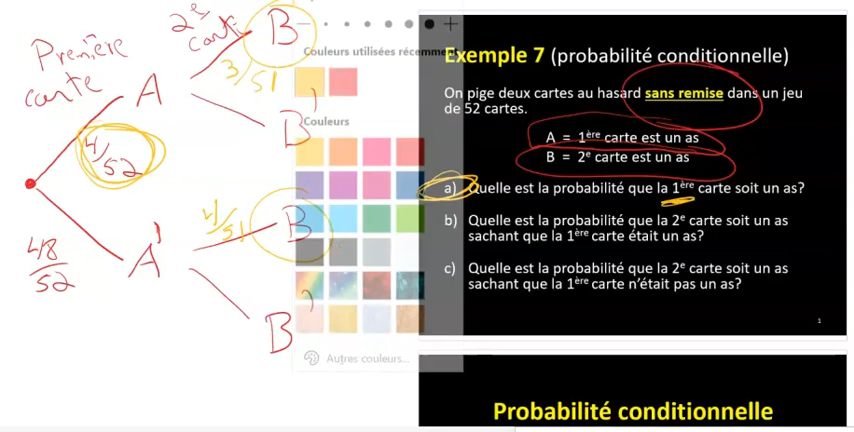 Première
carte
2e
carte
A
B
3/51
B'
4/52
48/52
A'
4/51
B
B'
Couleurs utilisées récemment
Couleurs
Autres couleurs...
Exemple 7 (probabilité conditionnelle)
On pige deux cartes au hasard sans remise dans un jeu
de 52 cartes.
A = 1ère carte est un as
B = 2e carte est un as
a) Quelle est la probabilité que la 1ère carte soit un as?
b) Quelle est la probabilité que la 2e carte soit un as
sachant que la 1ère carte était un as?
c) Quelle est la probabilité que la 2e carte soit un as
sachant que la 1ère carte n'était pas un as?
1
Probabilité conditionnelle